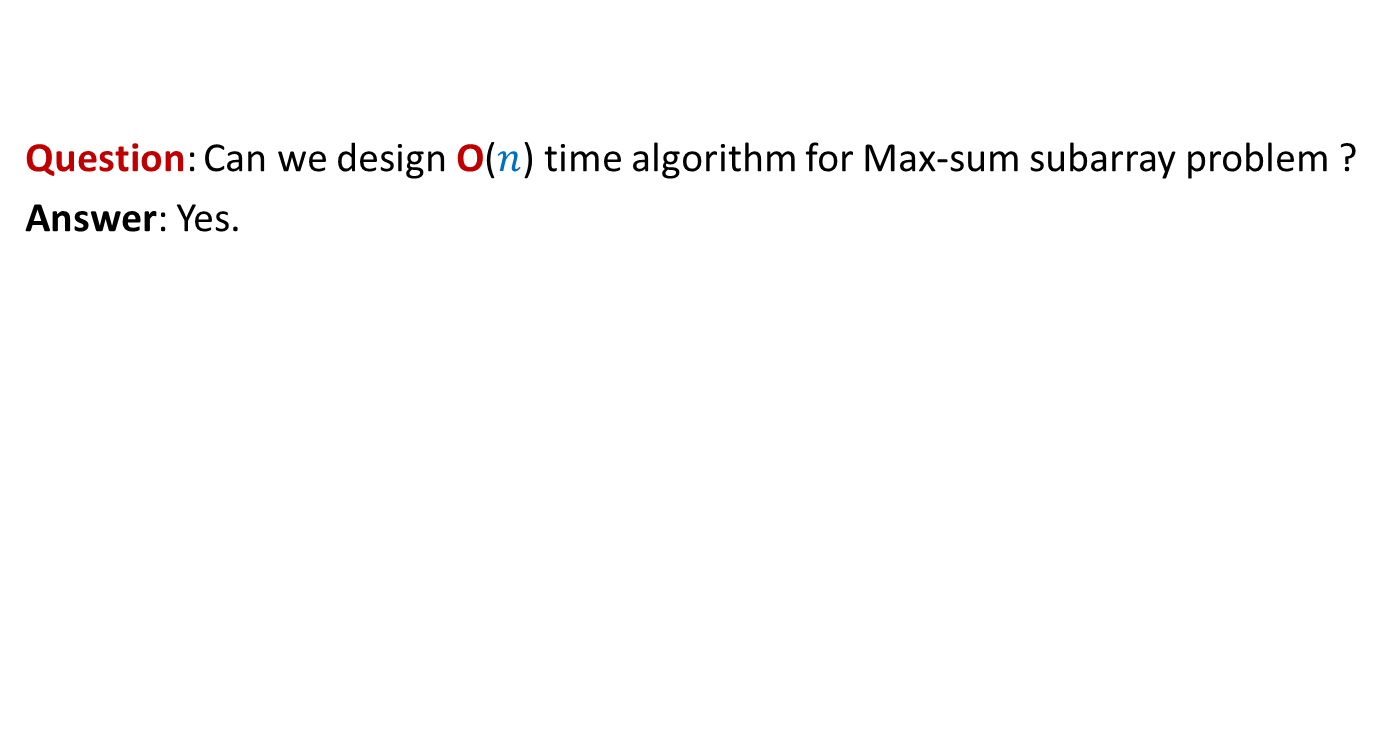 Question: Can we design O(n) time algorithm for Max-sum subarray problem ?
Answer: Yes.